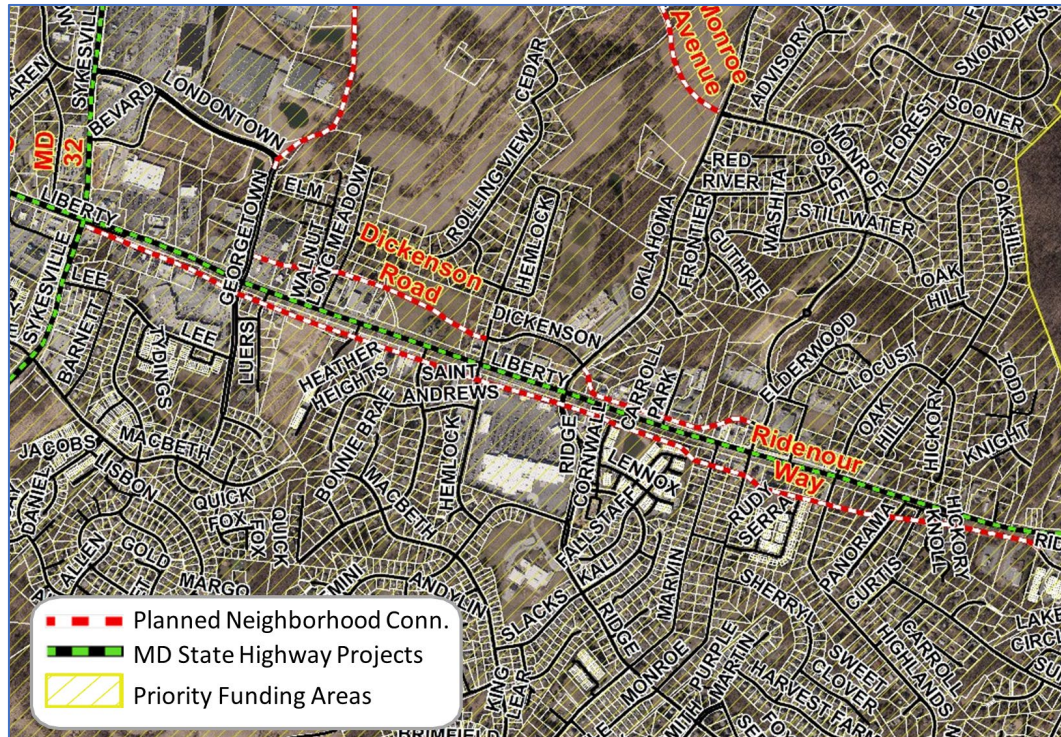 SYKESVILLE
BEVARD
LONDONTOWN
MD
32
LIBERTY
SYKESVILLE
LEE
BARNETT
TYDINGS
LEE
LUERS
GEORGETOWN
ELM
WALNUT
LONGMEADOW
ROLLING VIEW
CEDAR
HEMLOCK
Dickenson
Road
DICKENSON
LIBERTY
SAINT
ANDREWS
HEATHER
HEIGHTS
BONNIE BRAE
MACBETH
HEMLOCK
Monroe
Avenue
ADVISORY
SNOWDENS
FOREST
SOONER
TULSA
MONROE
OSAGE
RED
RIVER
WASHITA
STILLWATER
OKLAHOMA
FRONTIER
GUTHRIE
OAK
HILL
OAKHILL
TODD
KNIGHT
ELDERWOOD
LOCUST
OAK
HILL
HICKORY
CARROLL
PARK
Ridenour
Way
RIDGE
CORNWALL
LENNOX
FALLSTAFF
RUDY
SERRA
PANORAMA
HICKORY
JACOBS
DANIEL
LISBON
MACBETH
QUICK
FOX
FOX
QUICK
ALLEN
GOLD
MARGO
ANDYLIN
SLACKS
KALI
RIDGE
MARVIN
MONROE
PURPLE
MARTIN
SHERRYL
CURTIS
CARROLL
HIGHLANDS
SWEET
CLOVER
HARVEST FARM
FOX
KING
LEAR
BRIMFIELD
Planned Neighborhood Conn.
MD State Highway Projects
Priority Funding Areas